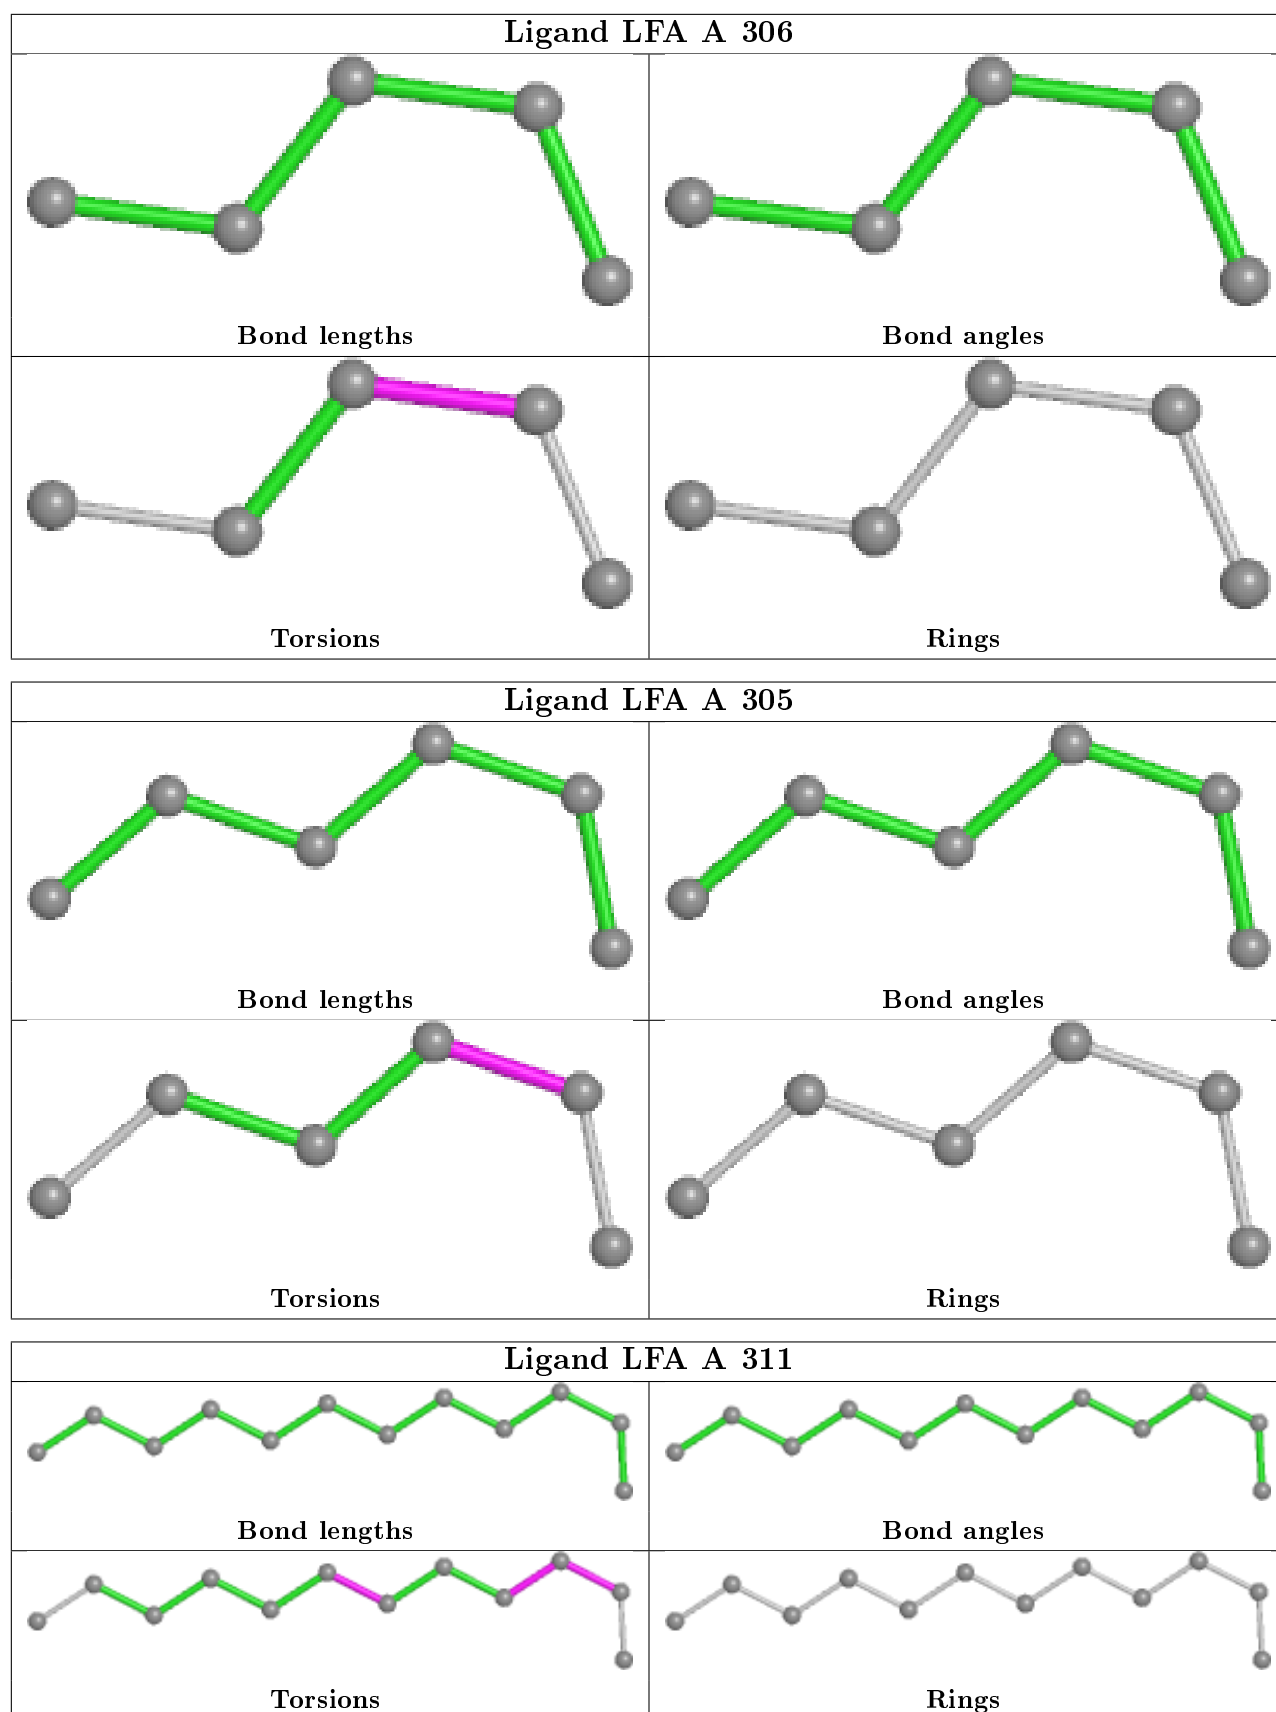 Ligand LFA A 306
Bond lengths
Bond angles
Torsions
Rings
Ligand LFA A 305
Bond lengths
Bond angles
Torsions
Rings
Ligand LFA A 311
Bond lengths
Bond angles
Torsions
Rings